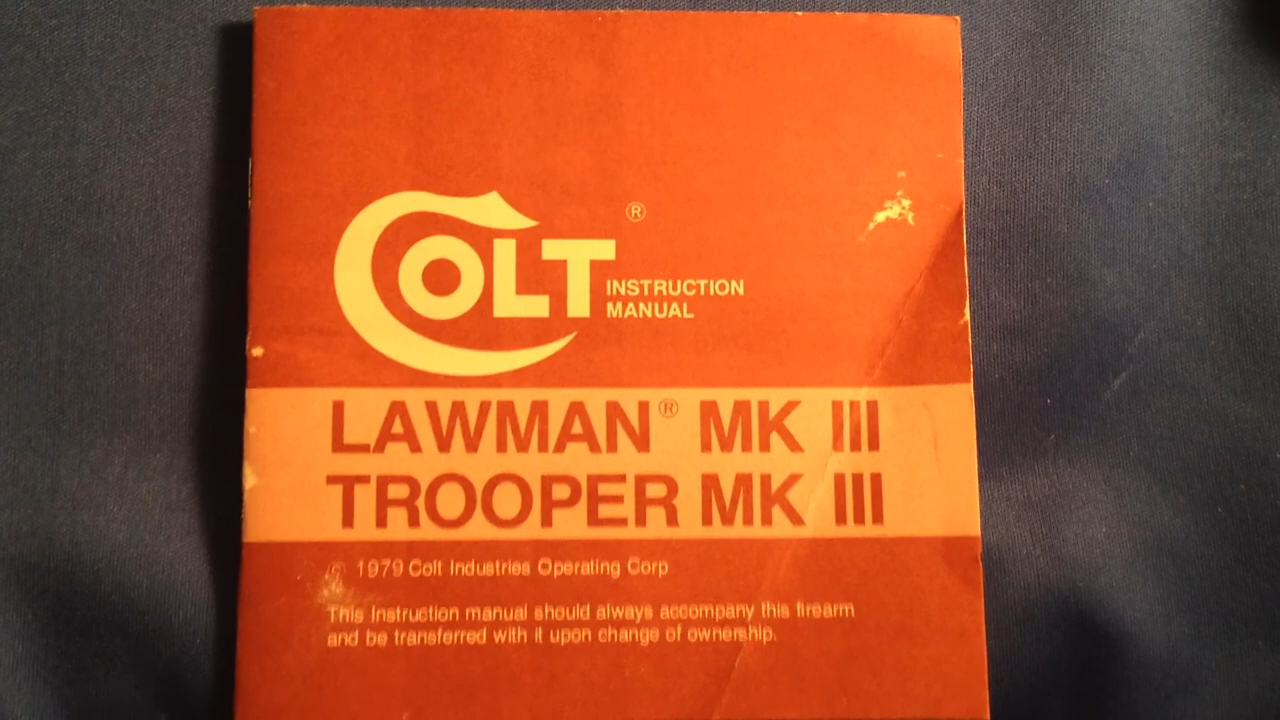 COLT ®
INSTRUCTION
MANUAL
LAWMAN® MK III
TROOPER MK III
© 1979 Colt Industries Operating Corp
This Instruction manual should always accompany this firearm
and be transferred with it upon change of ownership.